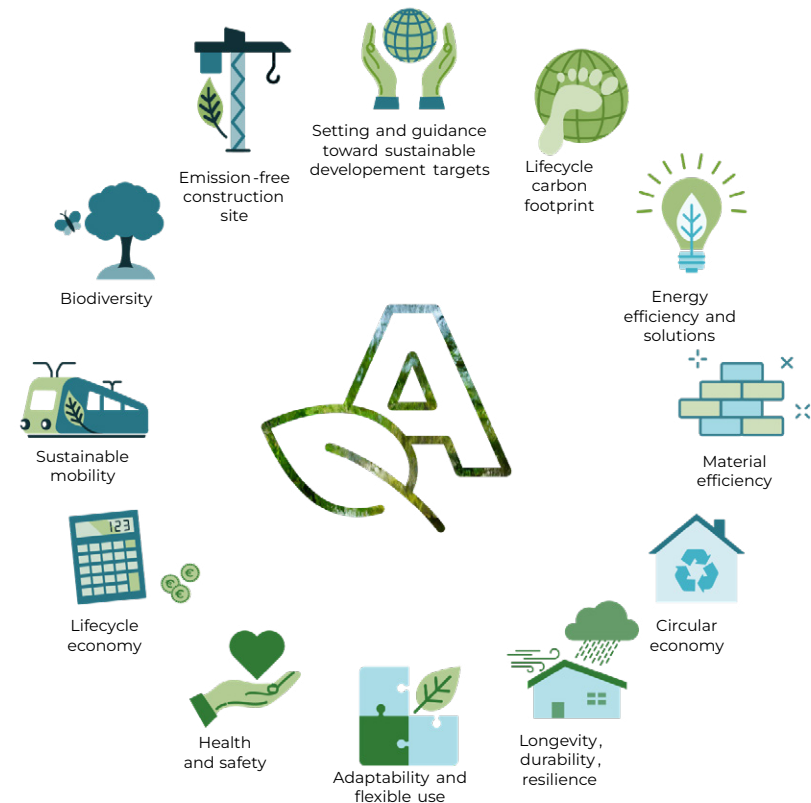 Setting and guidance
toward sustainable
developement targets
Lifecycle
carbon
footprint
Energy
efficiency and
solutions
Material
efficiency
Circular
economy
Longevity,
durability,
resilience
Adaptability and
flexible use
Health
and safety
Lifecycle
economy
123
€
€
€
Sustainable
mobility
Biodiversity
Emission-free
construction
site
A